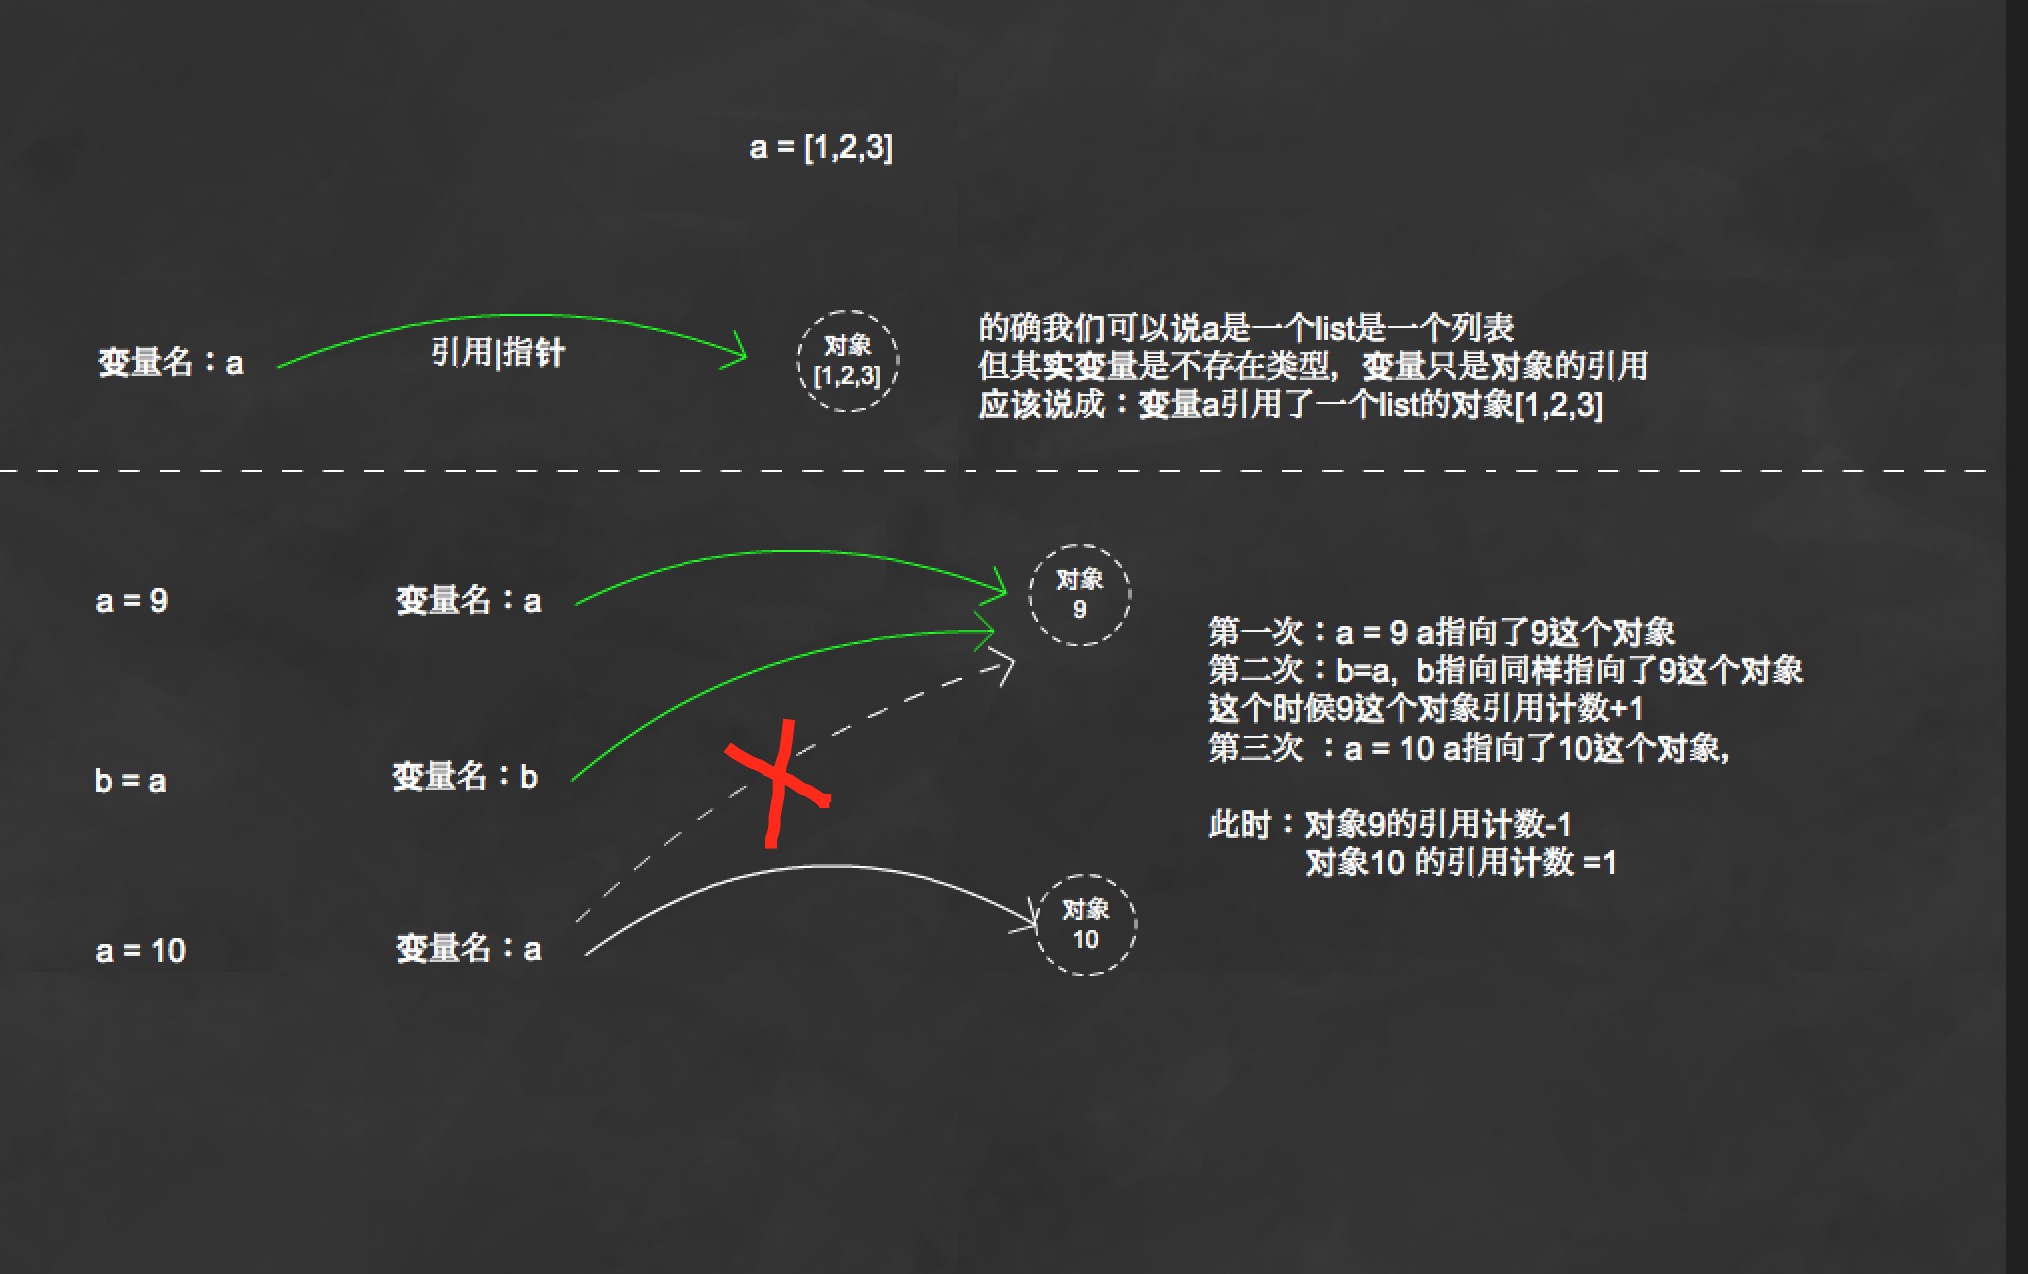 a = [1,2,3]
变量名：a
引用|指针
对象
[1,2,3]
的确我们可以说a是一个list是一个列表
但其实变量是不存在类型，变量只是对象的引用
应该说成：变量a引用了一个list的对象[1,2,3]
a = 9
变量名：a
对象
9
b = a
变量名：b
a = 10
变量名：a
对象
10
第一次：a = 9 a指向了9这个对象
第二次：b=a，b指向同样指向了9这个对象
这个时候9这个对象引用计数+1
第三次 ：a = 10 a指向了10这个对象，
此时：对象9的引用计数-1
对象10 的引用计数 =1